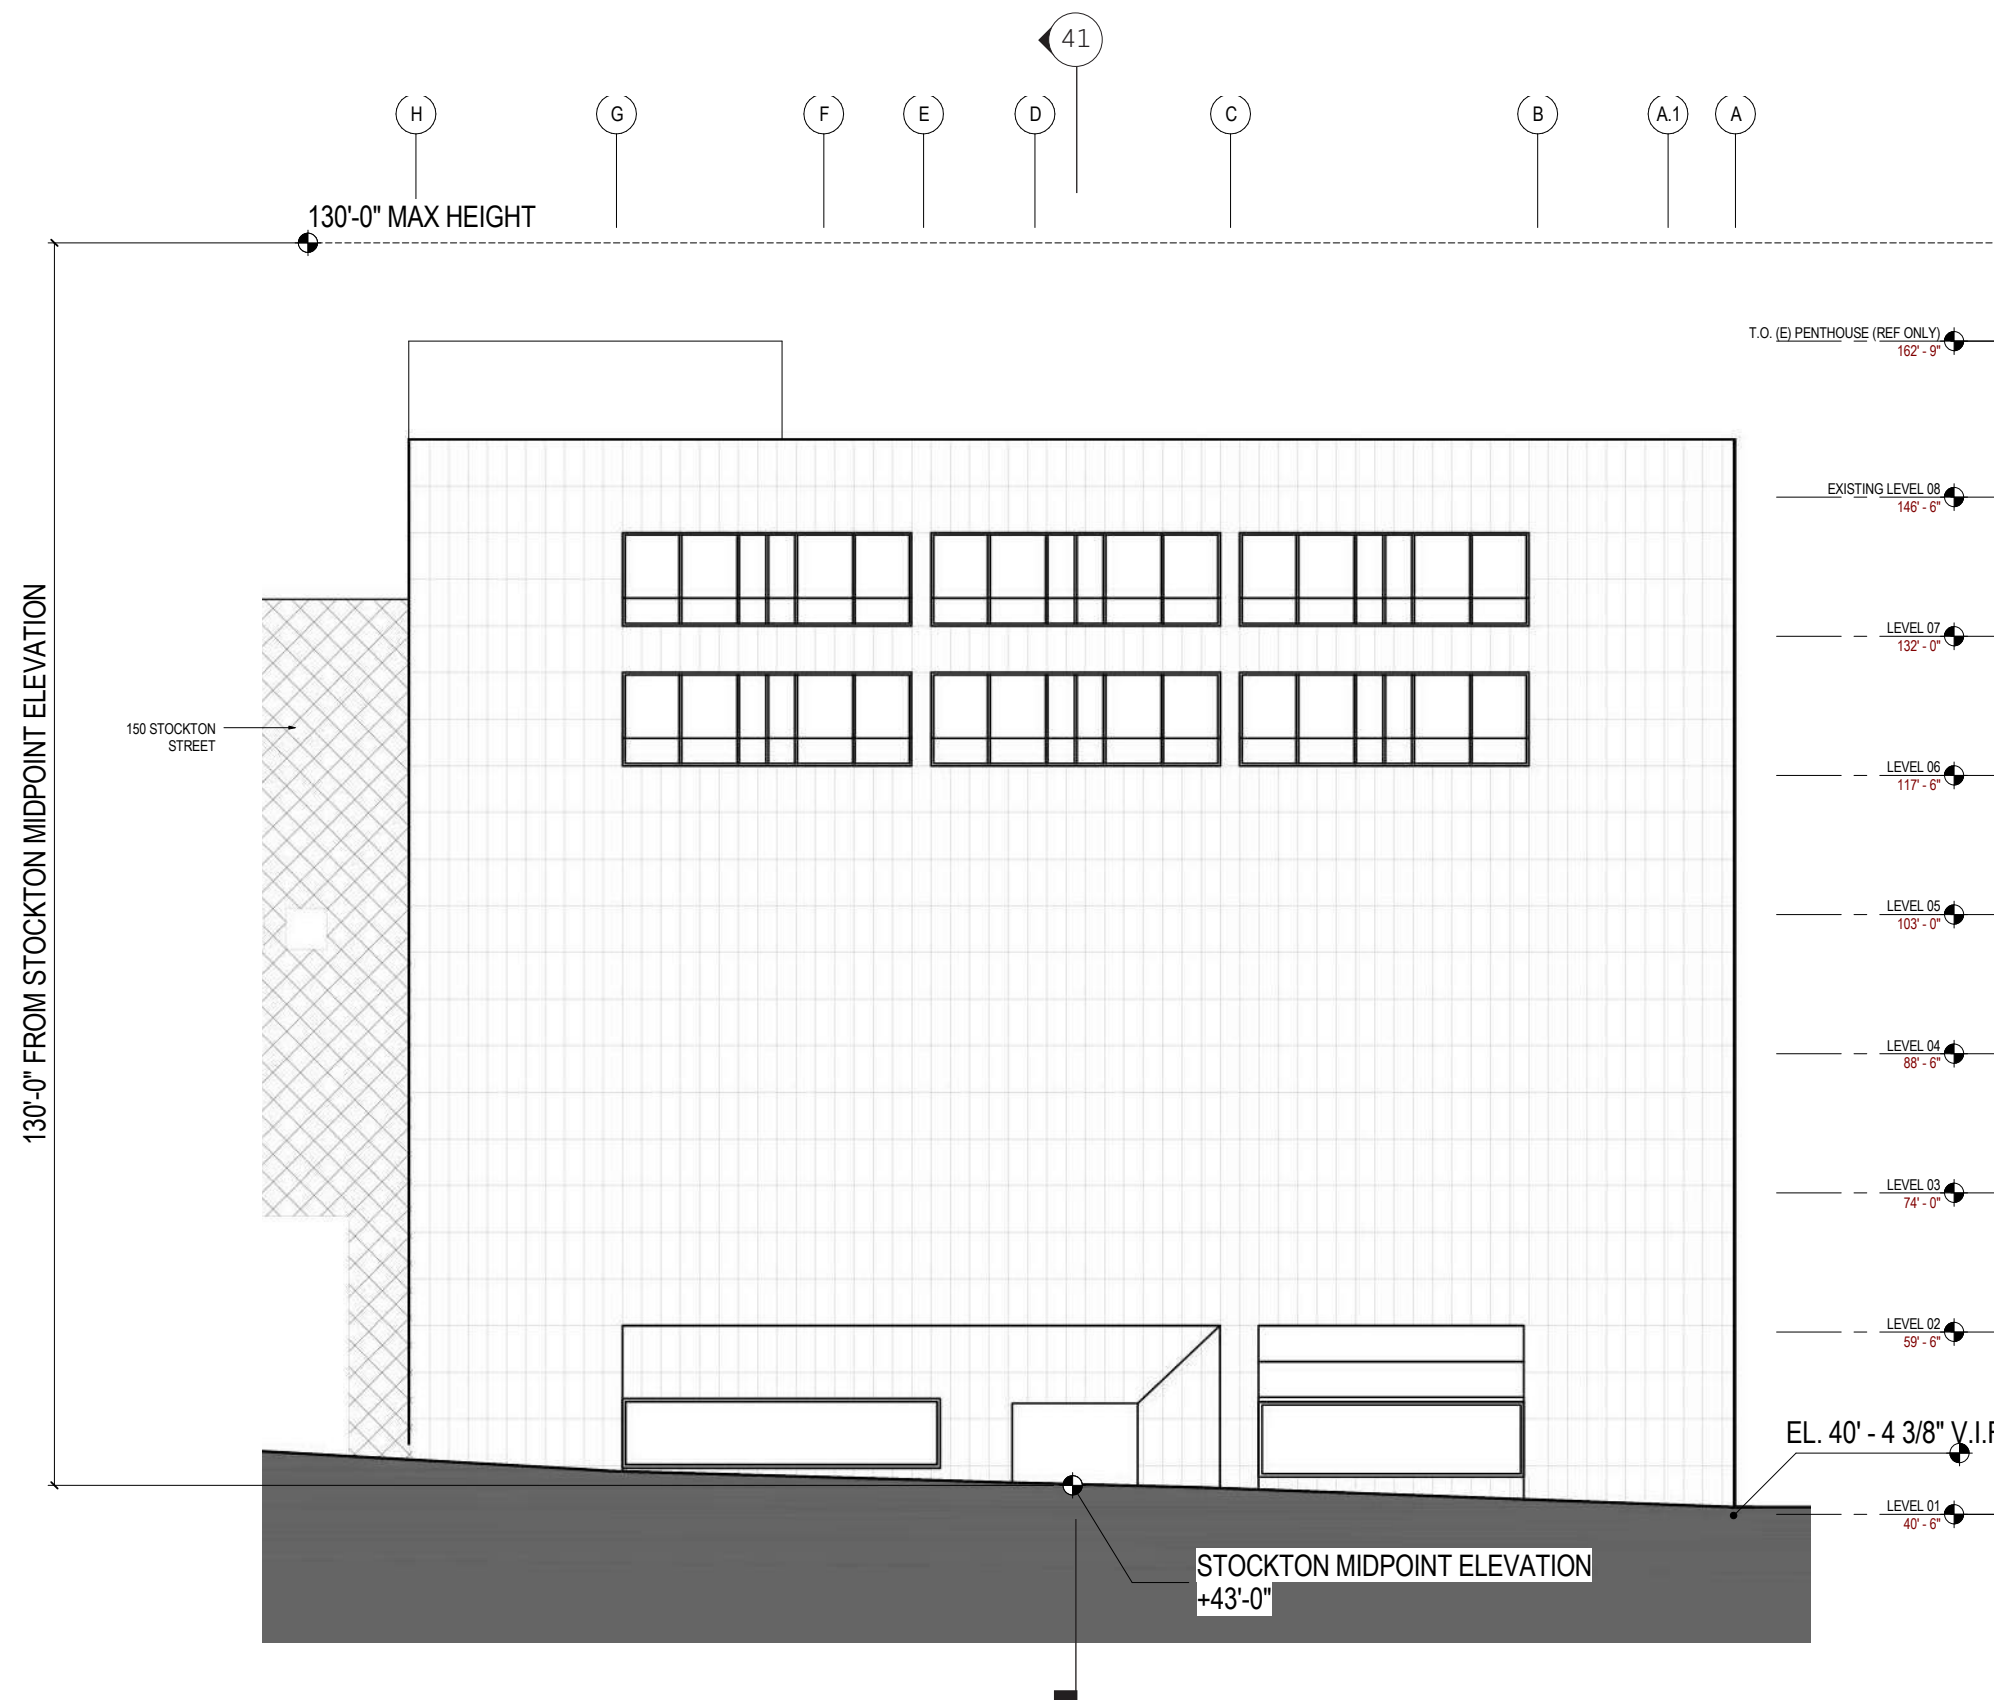 41
H G F E D C B A.1 A
130'-0" MAX HEIGHT
T.O. (E) PENTHOUSE (REF ONLY)
162' - 9"
EXISTING LEVEL 08
146' - 6"
LEVEL 07
132' - 0"
150 STOCKTON
STREET
LEVEL 06
117' - 6"
130'-0" FROM STOCKTON MIDPOINT ELEVATION
LEVEL 05
103' - 0"
LEVEL 04
88' - 6"
LEVEL 03
74' - 0"
LEVEL 02
59' - 6"
EL. 40' - 4 3/8" V.I.F
LEVEL 01
40' - 6"
STOCKTON MIDPOINT ELEVATION
+43'-0"